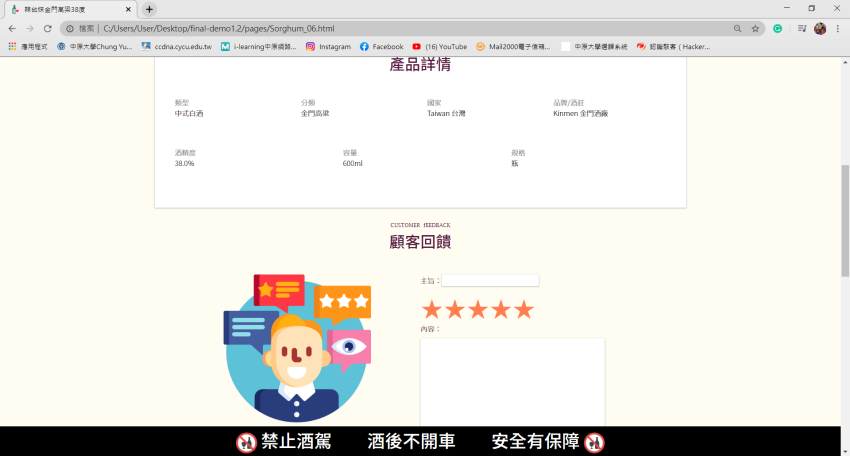 臻台烘金門高粱38度
檔案 | C:/Users/User/Desktop/final-demo1.2/pages/Sorghum_06.html
應用程式 中原大學Chung Yu... ccdna.cycu.edu.tw i-learning中原網路... Instagram Facebook (16) YouTube Mail2000電子信箱... 中原大學選課系統 認識駭客 ( Hacker...
產品詳情
類型 分類 國家 品牌/酒莊
中式白酒 金門高粱 Taiwan 台灣 Kinmen 金門酒廠
酒精度 容量 規格
38.0% 600ml 瓶
CUSTOMER FEEDBACK
顧客回饋
主旨：
內容：
禁止酒駕 酒後不開車 安全有保障